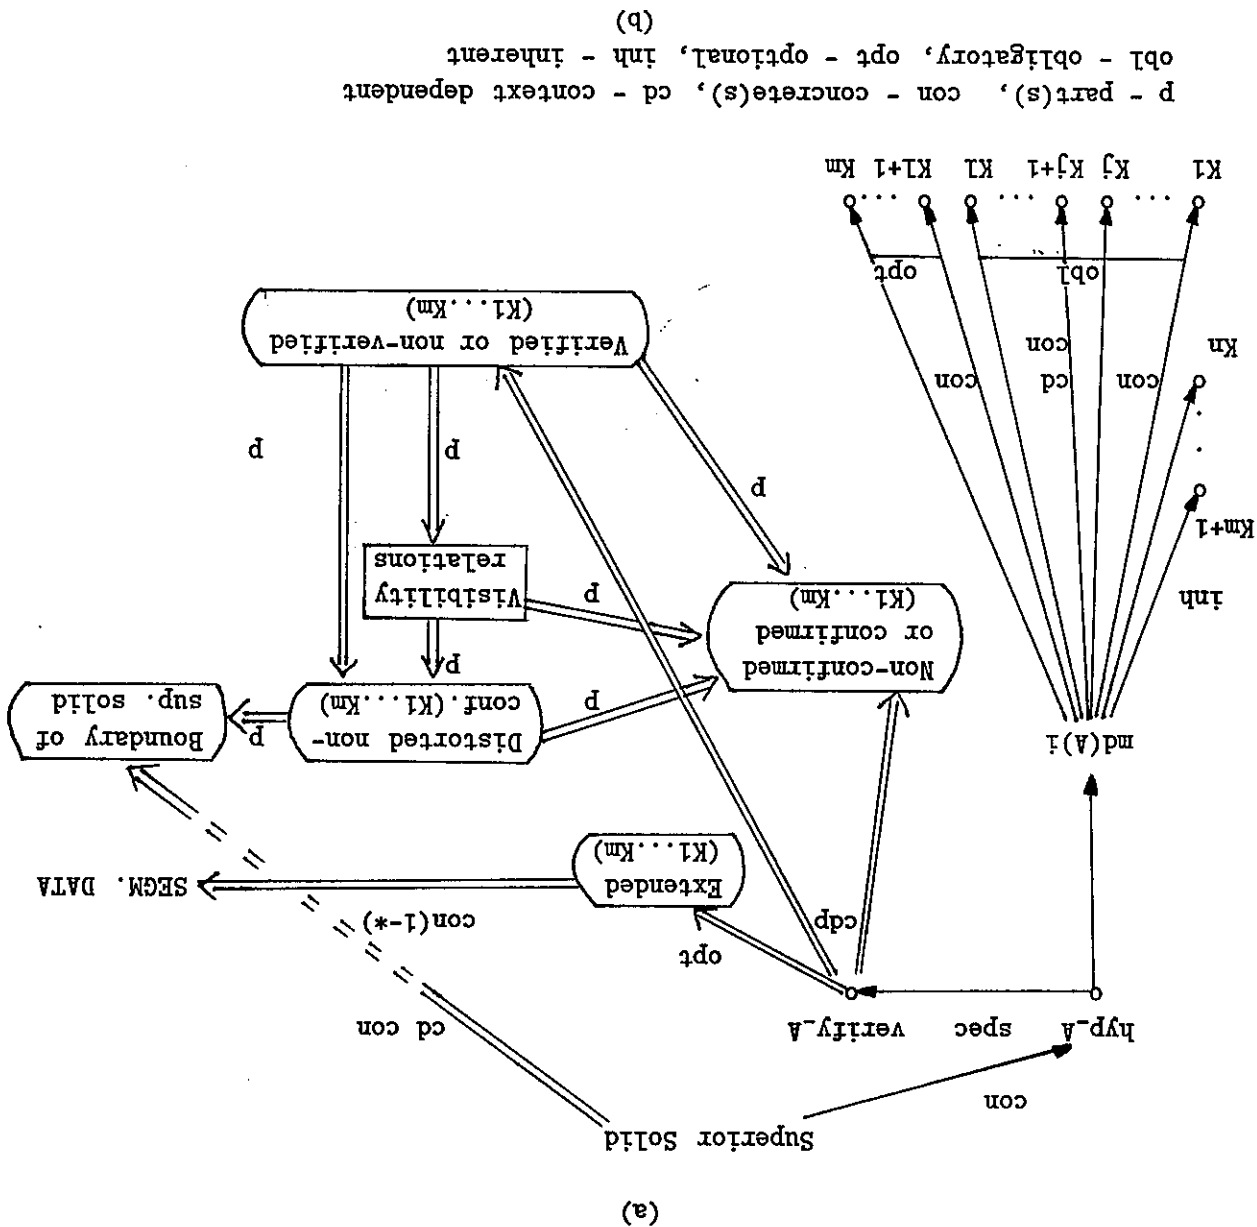 (a)
Superior Solid
con
cd con
hyp_A spec verify_A
opt
con(1-*)
cdp
Extended
(K1...Km)
SEGM. DATA
md(A)i
Distorted non-
conf.(K1...Km)
p
Boundary of
sup. solid
p
p
Non-confirmed
or confirmed
(K1...Km)
p
Visibility
relations
inh
Km+1
.
.
Kn
p
p
p
con
cd
con
con
Verified or non-verified
(K1...Km)
obl
opt
K1 ... Kj Kj+1 ... Kl Kl+1 ... Km
p - part(s), con - concrete(s), cd - context dependent
obl - obligatory, opt - optional, inh - inherent
(b)